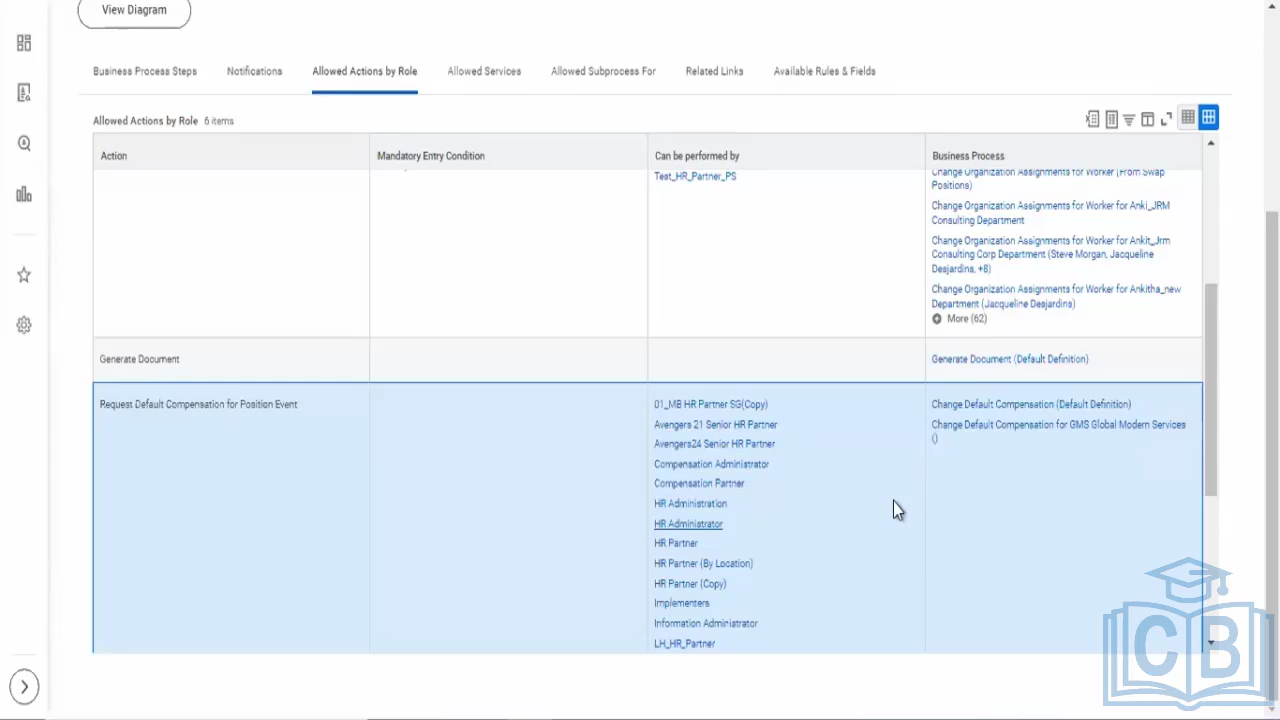 View Diagram
Business Process Steps
Notifications
Allowed Actions by Role
Allowed Services
Allowed Subprocess For
Related Links
Available Rules & Fields
Allowed Actions by Role 6 items
Action
Mandatory Entry Condition
Can be performed by
Business Process
Test_HR_Partner_PS
Change Organization Assignments for Worker (From Swap
Positions)
Change Organization Assignments for Worker for Anki_JRM
Consulting Department
Change Organization Assignments for Worker for Ankit_Jrm
Consulting Corp Department (Steve Morgan, Jacqueline
Desjardins, +8)
Change Organization Assignments for Worker for Ankitha_new
Department (Jacqueline Desjardins)
More (62)
Generate Document
Generate Document (Default Definition)
Request Default Compensation for Position Event
01_MB HR Partner SG(Copy)
Avengers 21 Senior HR Partner
Avengers24 Senior HR Partner
Compensation Administrator
Compensation Partner
HR Administration
HR Administrator
HR Partner
HR Partner (By Location)
HR Partner (Copy)
Implementers
Information Administrator
LH_HR_Partner
Change Default Compensation (Default Definition)
Change Default Compensation for GMS Global Modern Services
()
CB